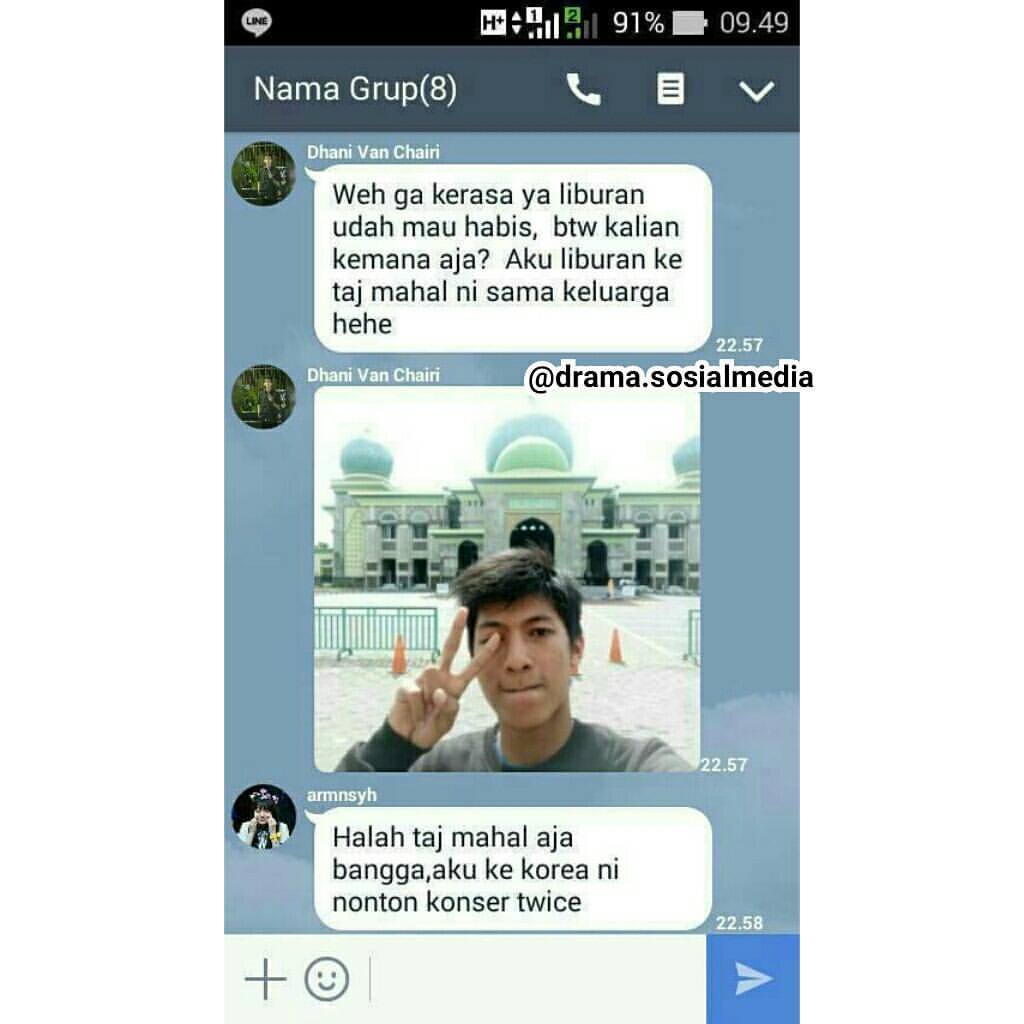 LINE
H+ 1 2 91% 09.49
Nama Grup(8)
Dhani Van Chairi
Weh ga kerasa ya liburan
udah mau habis,  btw kalian
kemana aja?  Aku liburan ke
taj mahal ni sama keluarga
hehe
22.57
Dhani Van Chairi
@drama.sosialmedia
22.57
armnsyh
Halah taj mahal aja
bangga,aku ke korea ni
nonton konser twice
22.58